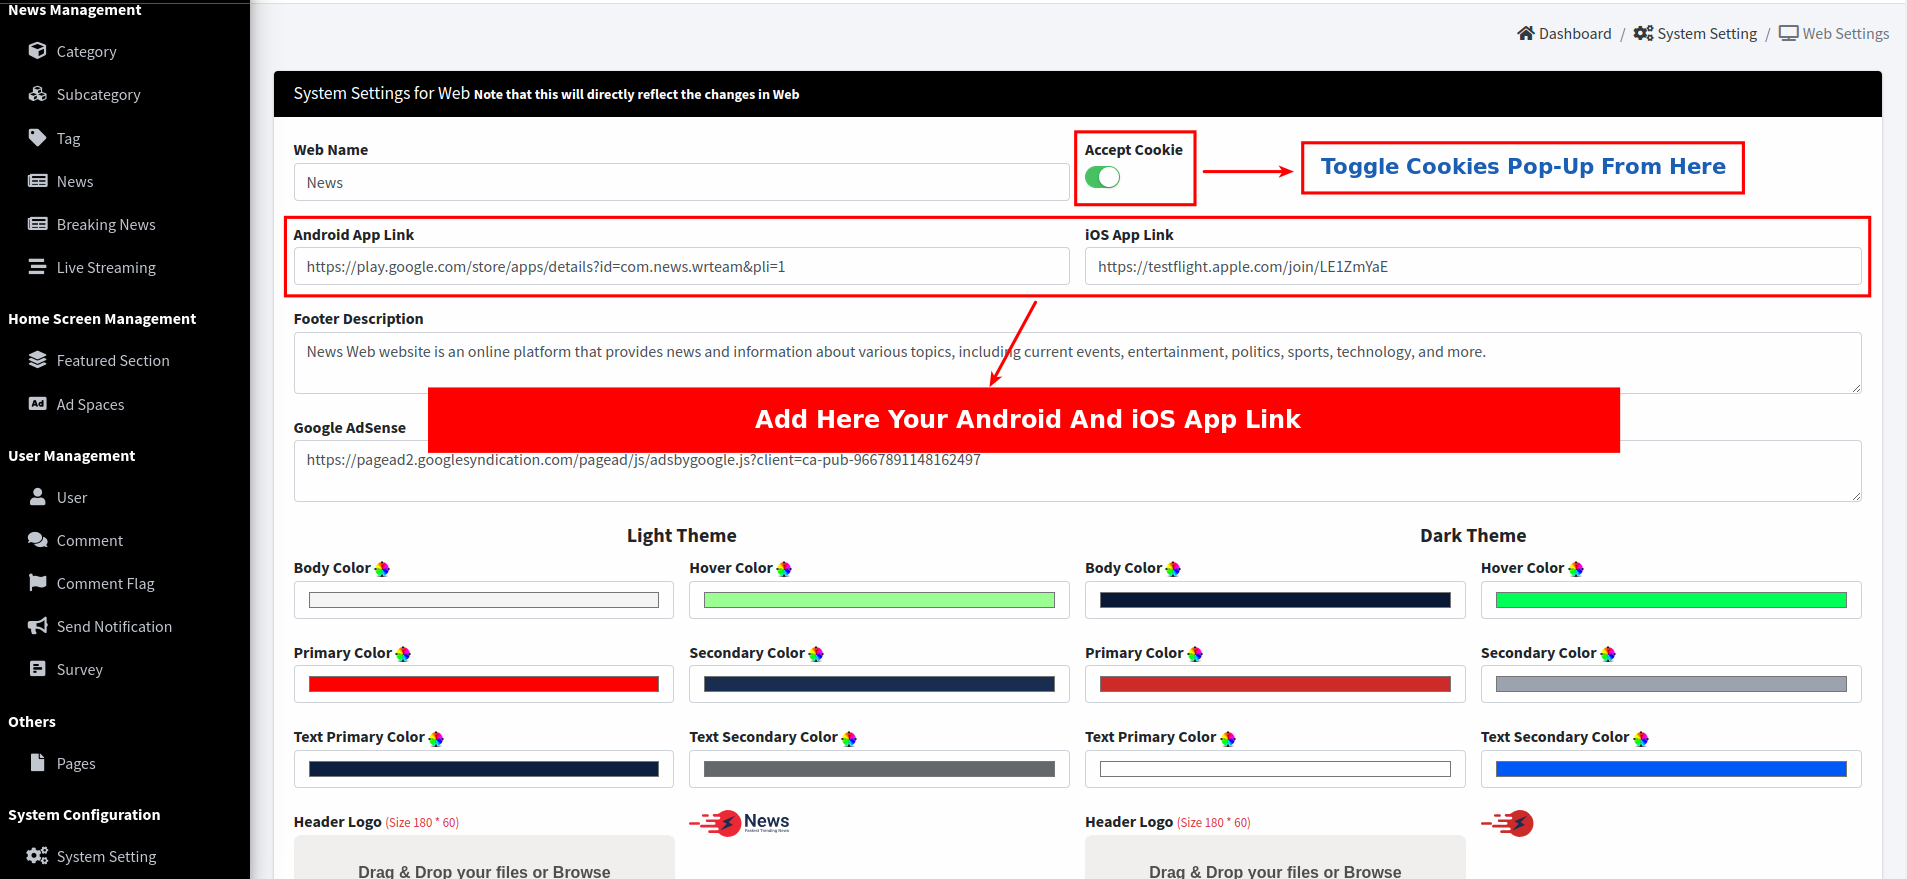 News Management
Category
Subcategory
Tag
News
Breaking News
Live Streaming
Home Screen Management
Featured Section
Ad Spaces
User Management
User
Comment
Comment Flag
Send Notification
Survey
Others
Pages
System Configuration
System Setting
Dashboard / System Setting / Web Settings
System Settings for Web Note that this will directly reflect the changes in Web
Web Name
News
Accept Cookie
Toggle Cookies Pop-Up From Here
Android App Link
https://play.google.com/store/apps/details?id=com.news.wrteam&pli=1
iOS App Link
https://testflight.apple.com/join/LE1ZmYaE
Footer Description
News Web website is an online platform that provides news and information about various topics, including current events, entertainment, politics, sports, technology, and more.
Add Here Your Android And iOS App Link
Google AdSense
https://pagead2.googlesyndication.com/pagead/js/adsbygoogle.js?client=ca-pub-9667891148162497
Light Theme
Dark Theme
Body Color
Hover Color
Body Color
Hover Color
Primary Color
Secondary Color
Primary Color
Secondary Color
Text Primary Color
Text Secondary Color
Text Primary Color
Text Secondary Color
Header Logo (Size 180 * 60)
News
Fastest Trending News
Header Logo (Size 180 * 60)
Drag & Drop your files or Browse
Drag & Drop your files or Browse